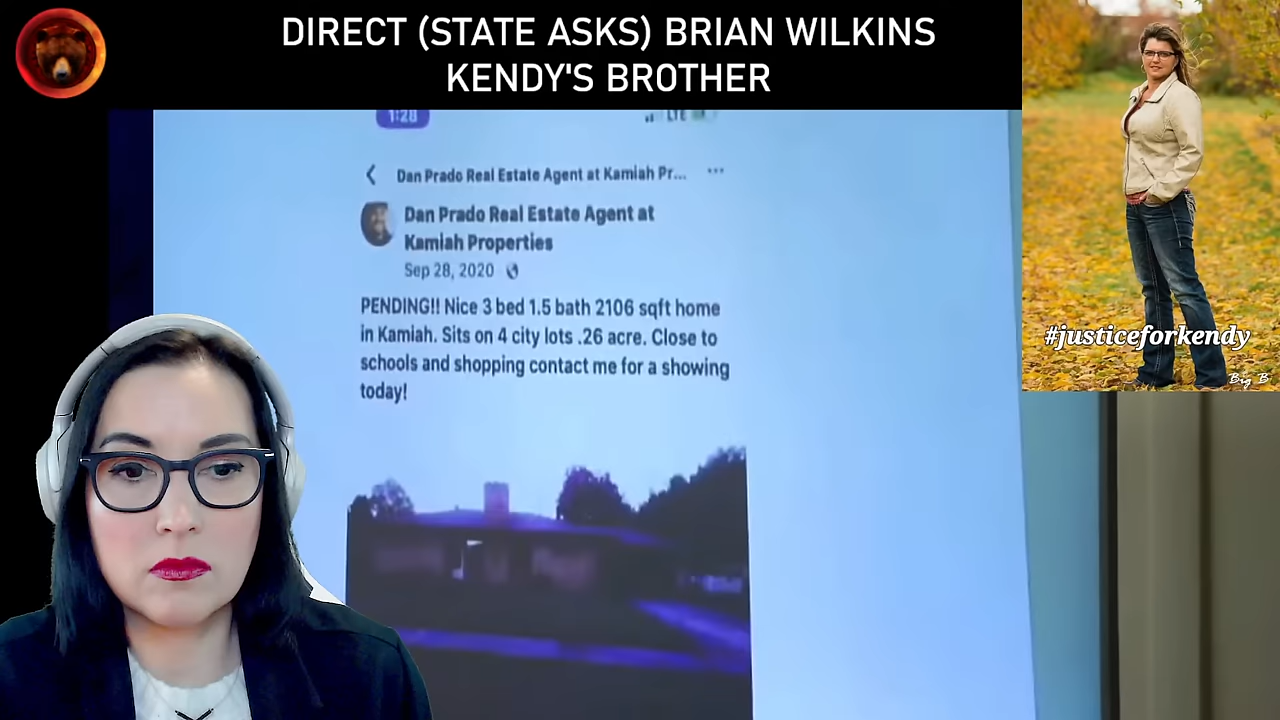 DIRECT (STATE ASKS) BRIAN WILKINS
KENDY'S BROTHER
1:28
LTE
Dan Prado Real Estate Agent at Kamiah Pr...
Dan Prado Real Estate Agent at
Kamiah Properties
Sep 28, 2020
PENDING!! Nice 3 bed 1.5 bath 2106 sqft home
in Kamiah. Sits on 4 city lots .26 acre. Close to
schools and shopping contact me for a showing
today!
#justiceforkendy
Big B